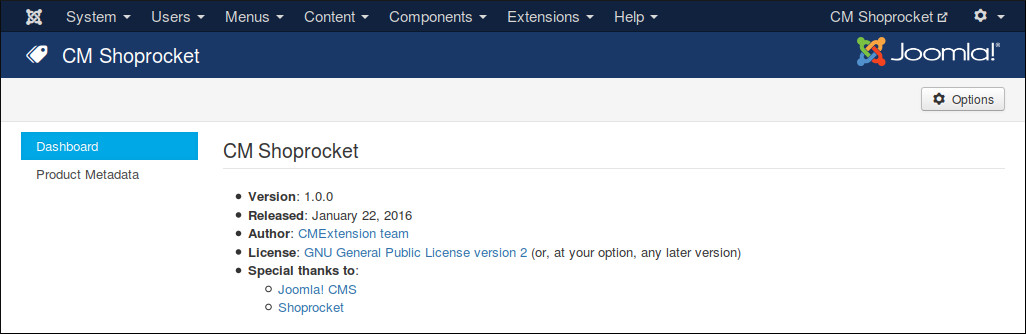 System Users Menus Content Components Extensions Help CM Shoprocket
CM Shoprocket Joomla!®
Options
Dashboard
Product Metadata
CM Shoprocket
Version: 1.0.0
Released: January 22, 2016
Author: CMExtension team
License: GNU General Public License version 2 (or, at your option, any later version)
Special thanks to:
Joomla! CMS
Shoprocket